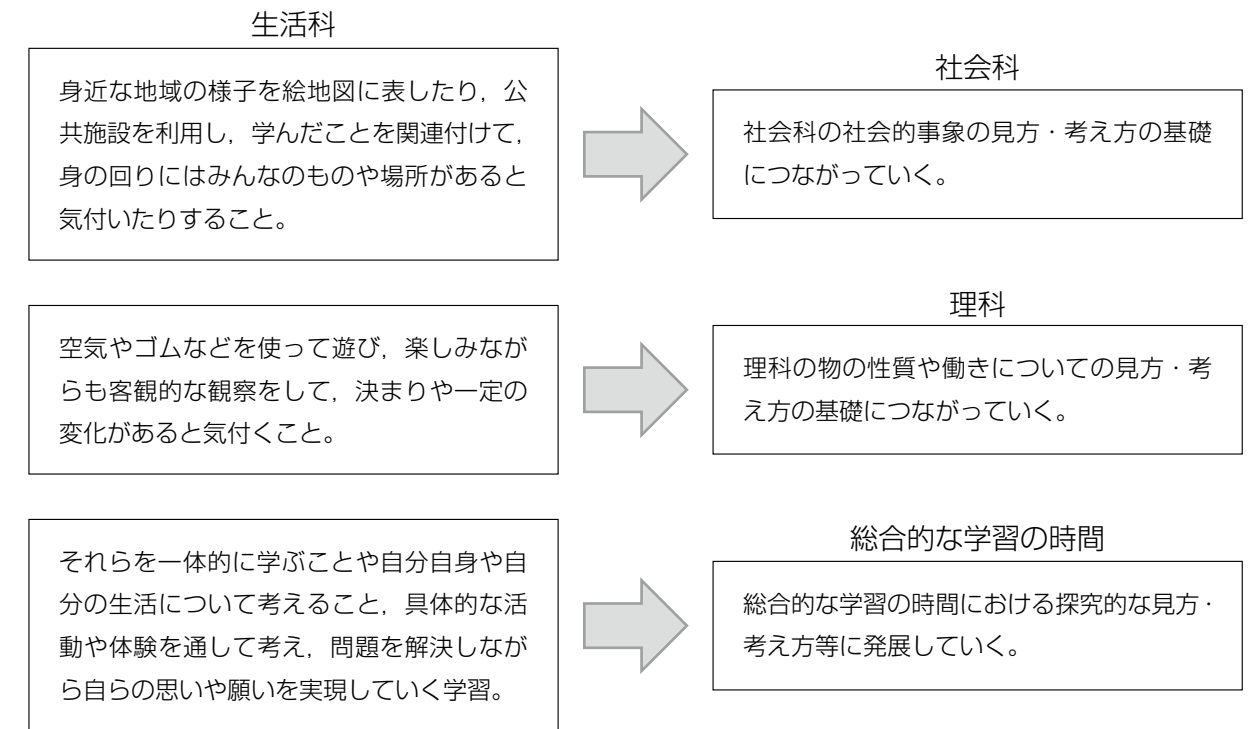 生活科
身近な地域の様子を絵地図に表したり，公
共施設を利用し，学んだことを関連付けて，
身の回りにはみんなのものや場所があると
気付いたりすること。
社会科
社会科の社会的事象の見方・考え方の基礎
につながっていく。
空気やゴムなどを使って遊び，楽しみなが
らも客観的な観察をして，決まりや一定の
変化があると気付くこと。
理科
理科の物の性質や働きについての見方・考
え方の基礎につながっていく。
それらを一体的に学ぶことや自分自身や自
分の生活について考えること，具体的な活
動や体験を通して考え，問題を解決しなが
ら自らの思いや願いを実現していく学習。
総合的な学習の時間
総合的な学習の時間における探究的な見方・
考え方等に発展していく。